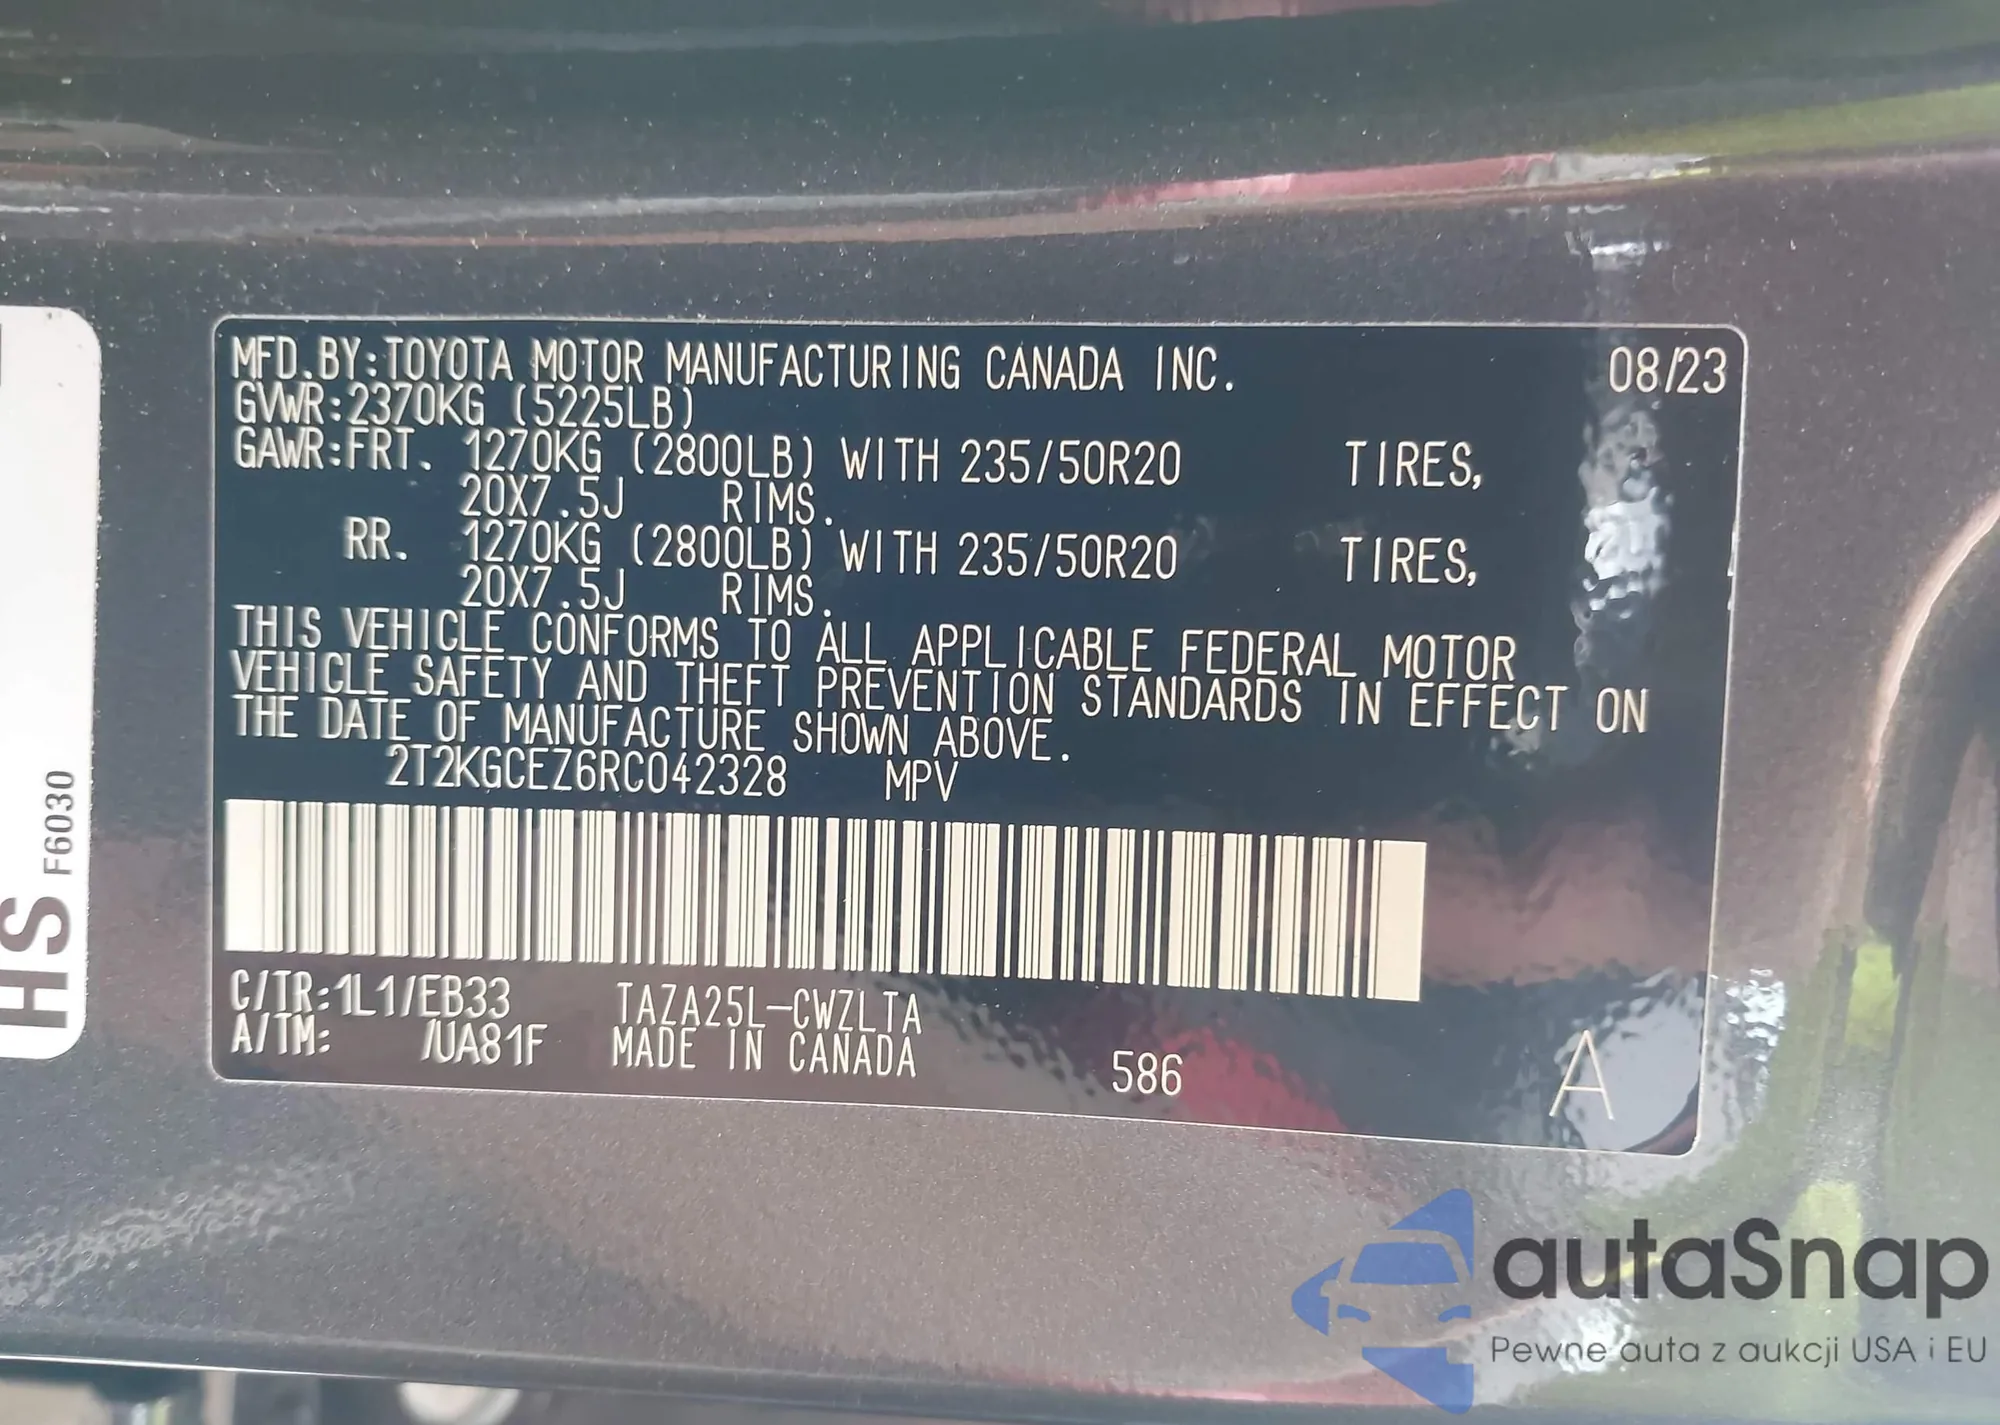 MFD.BY:TOYOTA MOTOR MANUFACTURING CANADA INC. 08/23
GVWR:2370KG (5225LB)
GAWR:FRT. 1270KG (2800LB) WITH 235/50R20 TIRES,
20X7.5J RIMS.
RR. 1270KG (2800LB) WITH 235/50R20 TIRES,
20X7.5J RIMS.
THIS VEHICLE CONFORMS TO ALL APPLICABLE FEDERAL MOTOR
VEHICLE SAFETY AND THEFT PREVENTION STANDARDS IN EFFECT ON
THE DATE OF MANUFACTURE SHOWN ABOVE.
2T2KGCEZ6RC042328 MPV
C/TR:1L1/EB33 TAZA25L-CWZLTA
A/TM: /UA81F MADE IN CANADA 586 A
HS F6030
autaSnap
Pewne auta z aukcji USA i EU